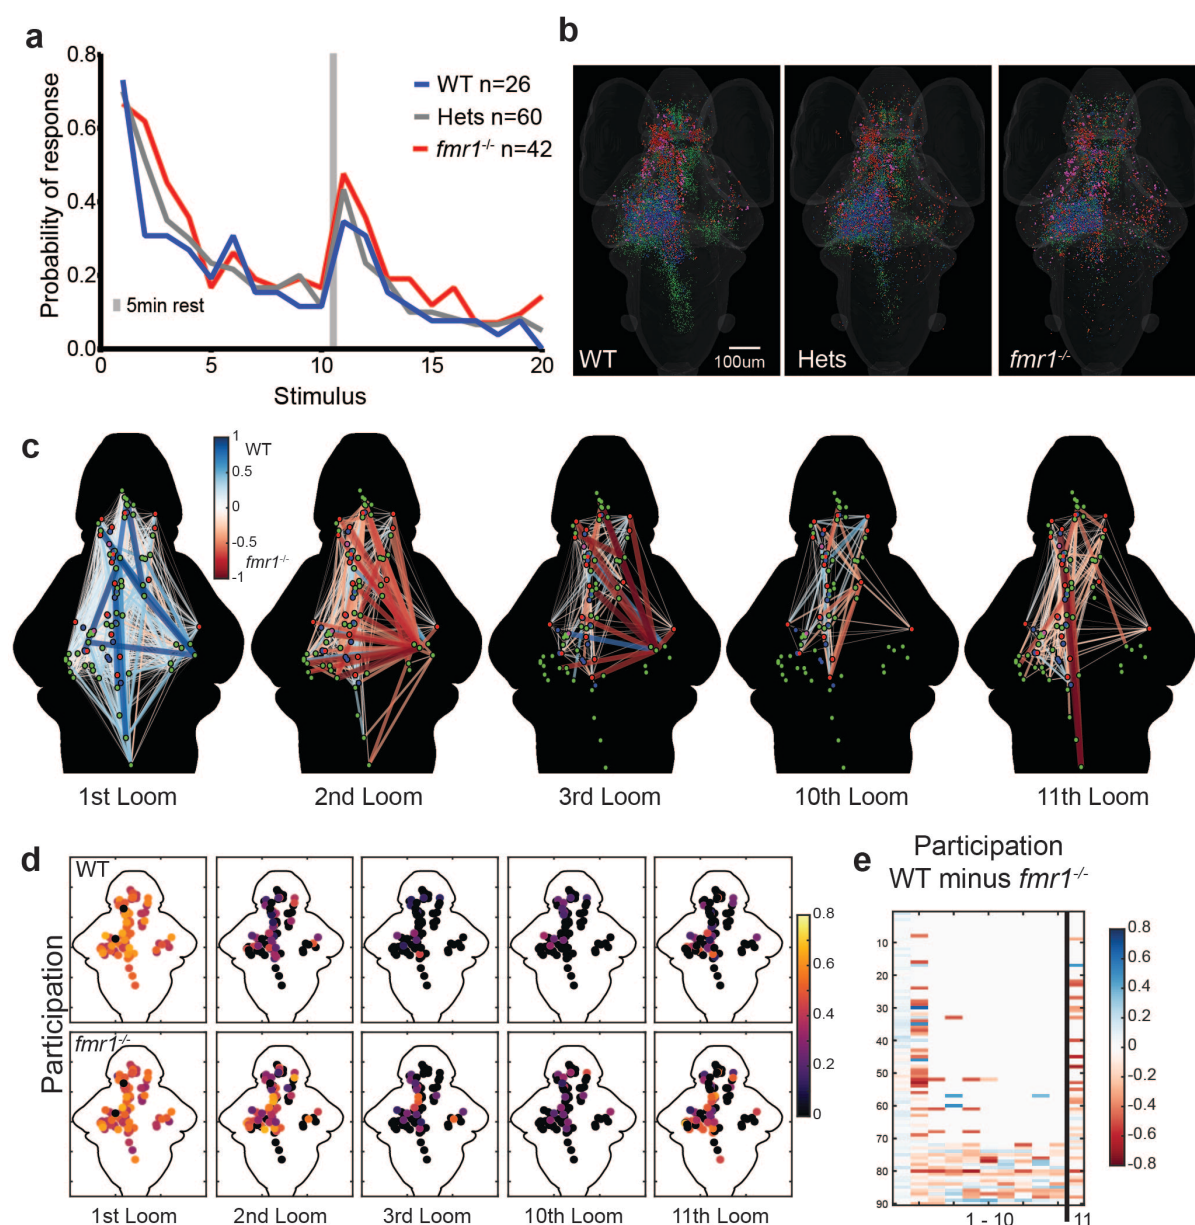 a
0.8
0.6
0.4
0.2
0.0
Probability of response
WT n=26
Hets n=60
fmr1-/- n=42
5min rest
0 5 10 15 20
Stimulus
b
WT
100um
Hets
fmr1-/-
c
1
WT
0.5
0
-0.5
fmr1-/-
-1
1st Loom
2nd Loom
3rd Loom
10th Loom
11th Loom
d
Participation
WT
fmr1-/-
0.8
0.6
0.4
0.2
0
1st Loom
2nd Loom
3rd Loom
10th Loom
11th Loom
e
Participation
WT minus fmr1-/-
10
20
30
40
50
60
70
80
90
1 - 10
11
0.8
0.6
0.4
0.2
0
-0.2
-0.4
-0.6
-0.8